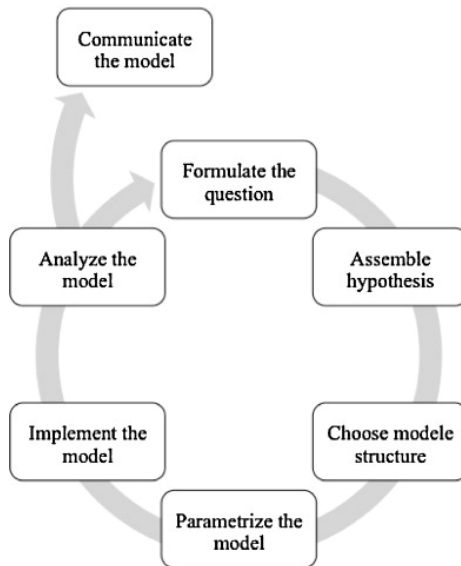 Communicate
the model
Formulate the
question
Assemble
hypothesis
Choose modele
structure
Parametrize the
model
Implement the
model
Analyze the
model